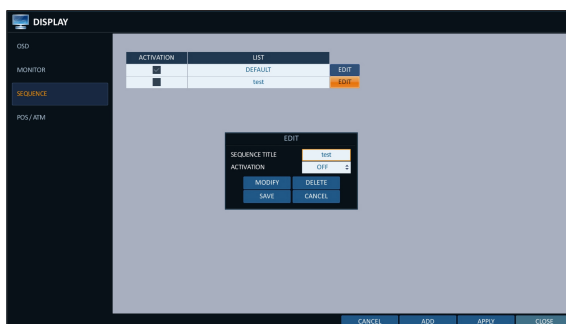 DISPLAY
OSD
MONITOR
SEQUENCE
POS / ATM
ACTIVATION LIST
DEFAULT EDIT
test EDIT
EDIT
SEQUENCE TITLE test
ACTIVATION OFF
MODIFY DELETE
SAVE CANCEL
CANCEL ADD APPLY CLOSE